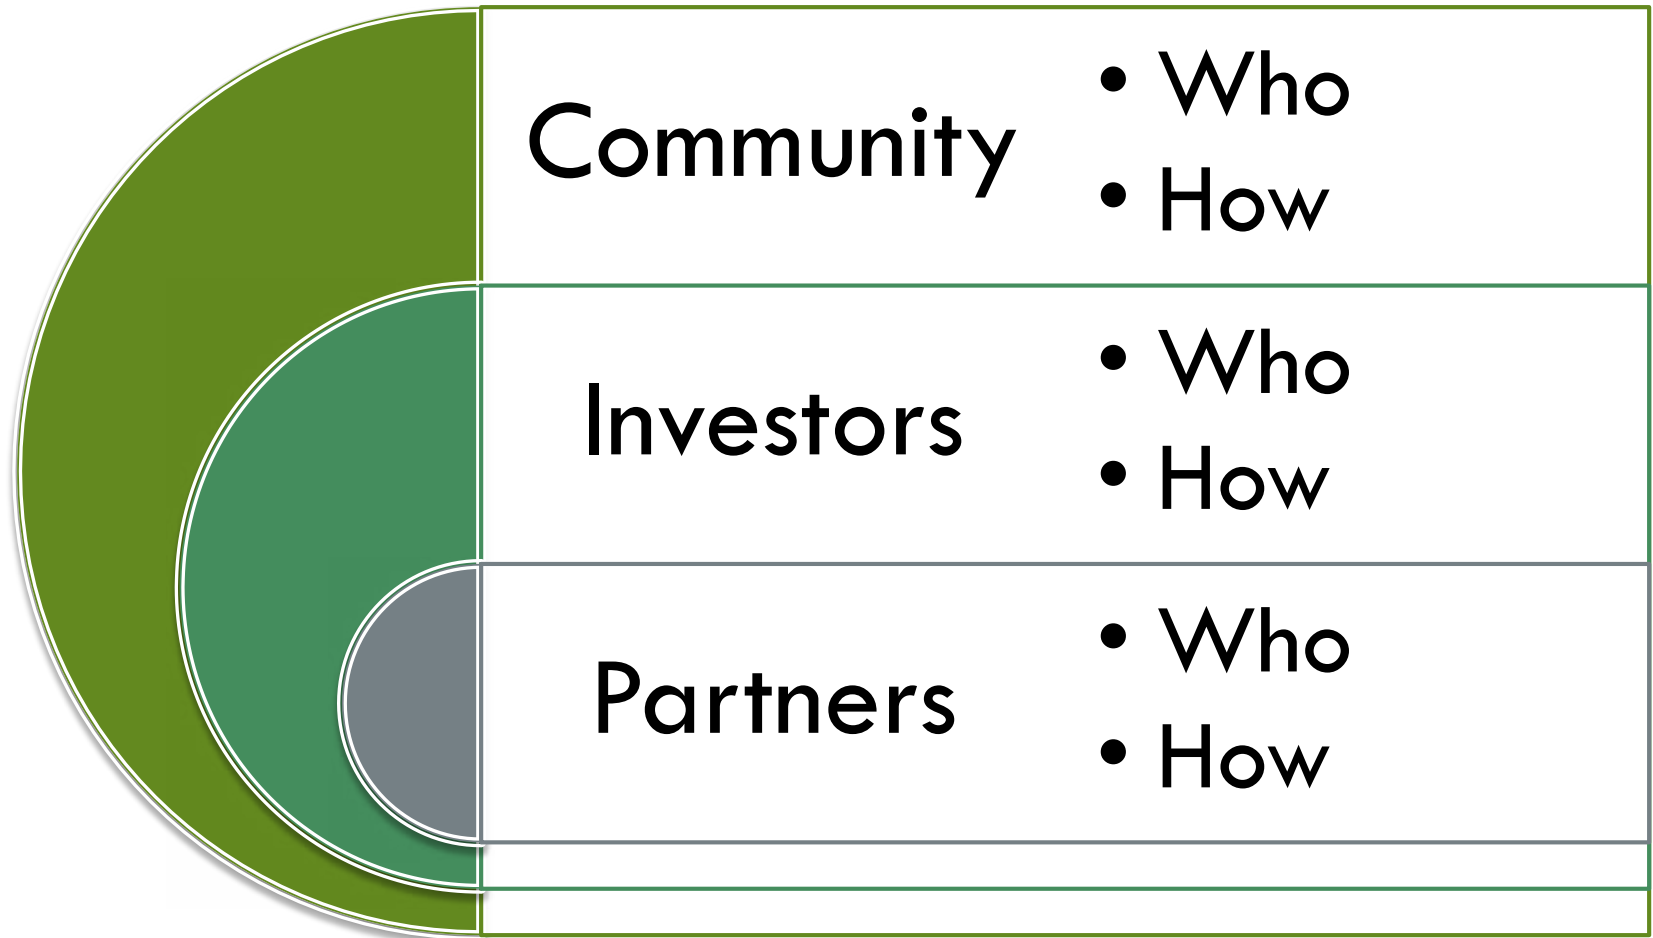 Community
• Who
• How
Investors
• Who
• How
Partners
• Who
• How